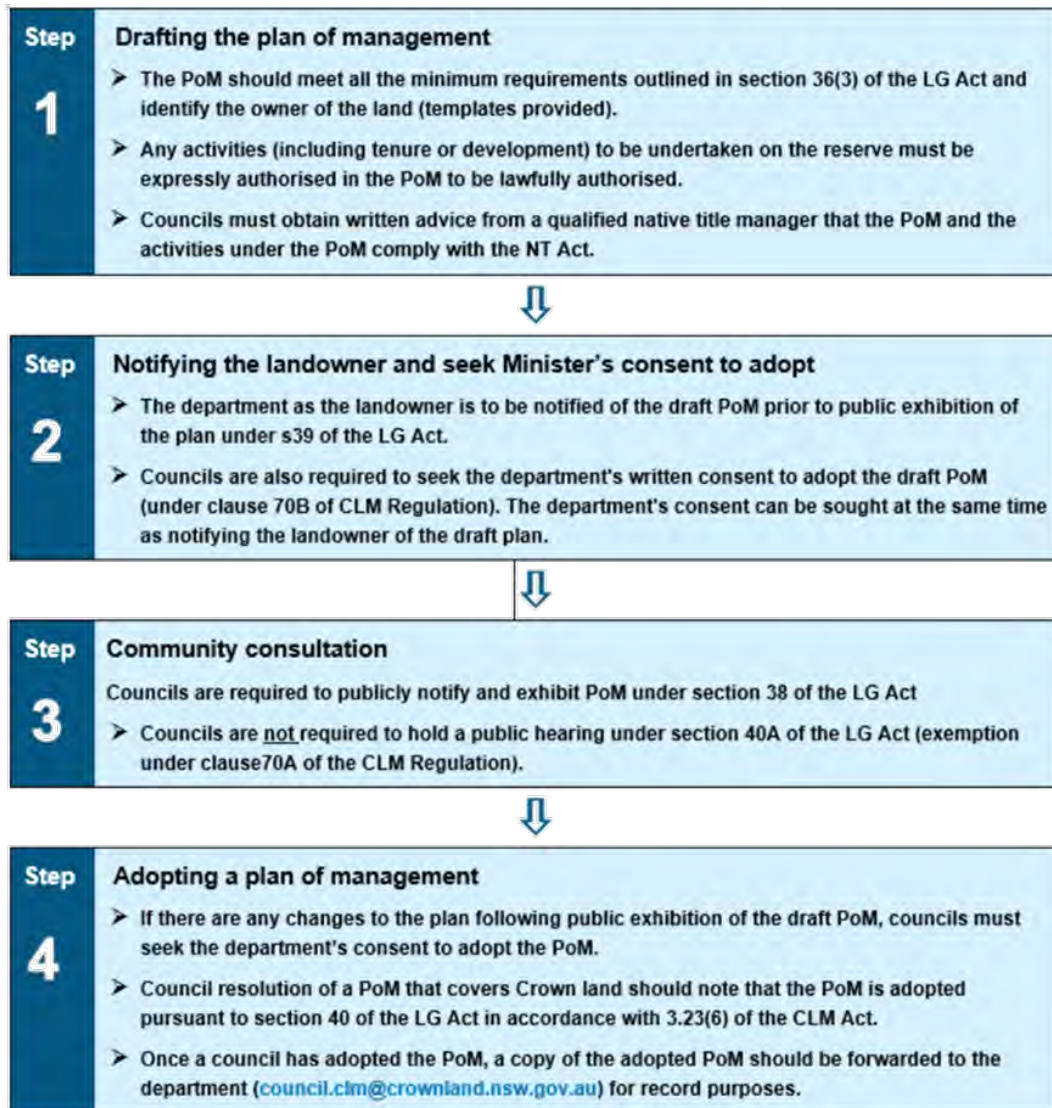 Step
1
Drafting the plan of management
➤ The PoM should meet all the minimum requirements outlined in section 36(3) of the LG Act and
identify the owner of the land (templates provided).
➤ Any activities (including tenure or development) to be undertaken on the reserve must be
expressly authorised in the PoM to be lawfully authorised.
➤ Councils must obtain written advice from a qualified native title manager that the PoM and the
activities under the PoM comply with the NT Act.
Step
2
Notifying the landowner and seek Minister's consent to adopt
➤ The department as the landowner is to be notified of the draft PoM prior to public exhibition of
the plan under s39 of the LG Act.
➤ Councils are also required to seek the department's written consent to adopt the draft PoM
(under clause 70B of CLM Regulation). The department's consent can be sought at the same time
as notifying the landowner of the draft plan.
Step
3
Community consultation
Councils are required to publicly notify and exhibit PoM under section 38 of the LG Act
➤ Councils are not required to hold a public hearing under section 40A of the LG Act (exemption
under clause70A of the CLM Regulation).
Step
4
Adopting a plan of management
➤ If there are any changes to the plan following public exhibition of the draft PoM, councils must
seek the department's consent to adopt the PoM.
➤ Council resolution of a PoM that covers Crown land should note that the PoM is adopted
pursuant to section 40 of the LG Act in accordance with 3.23(6) of the CLM Act.
➤ Once a council has adopted the PoM, a copy of the adopted PoM should be forwarded to the
department (council.clm@crownland.nsw.gov.au) for record purposes.